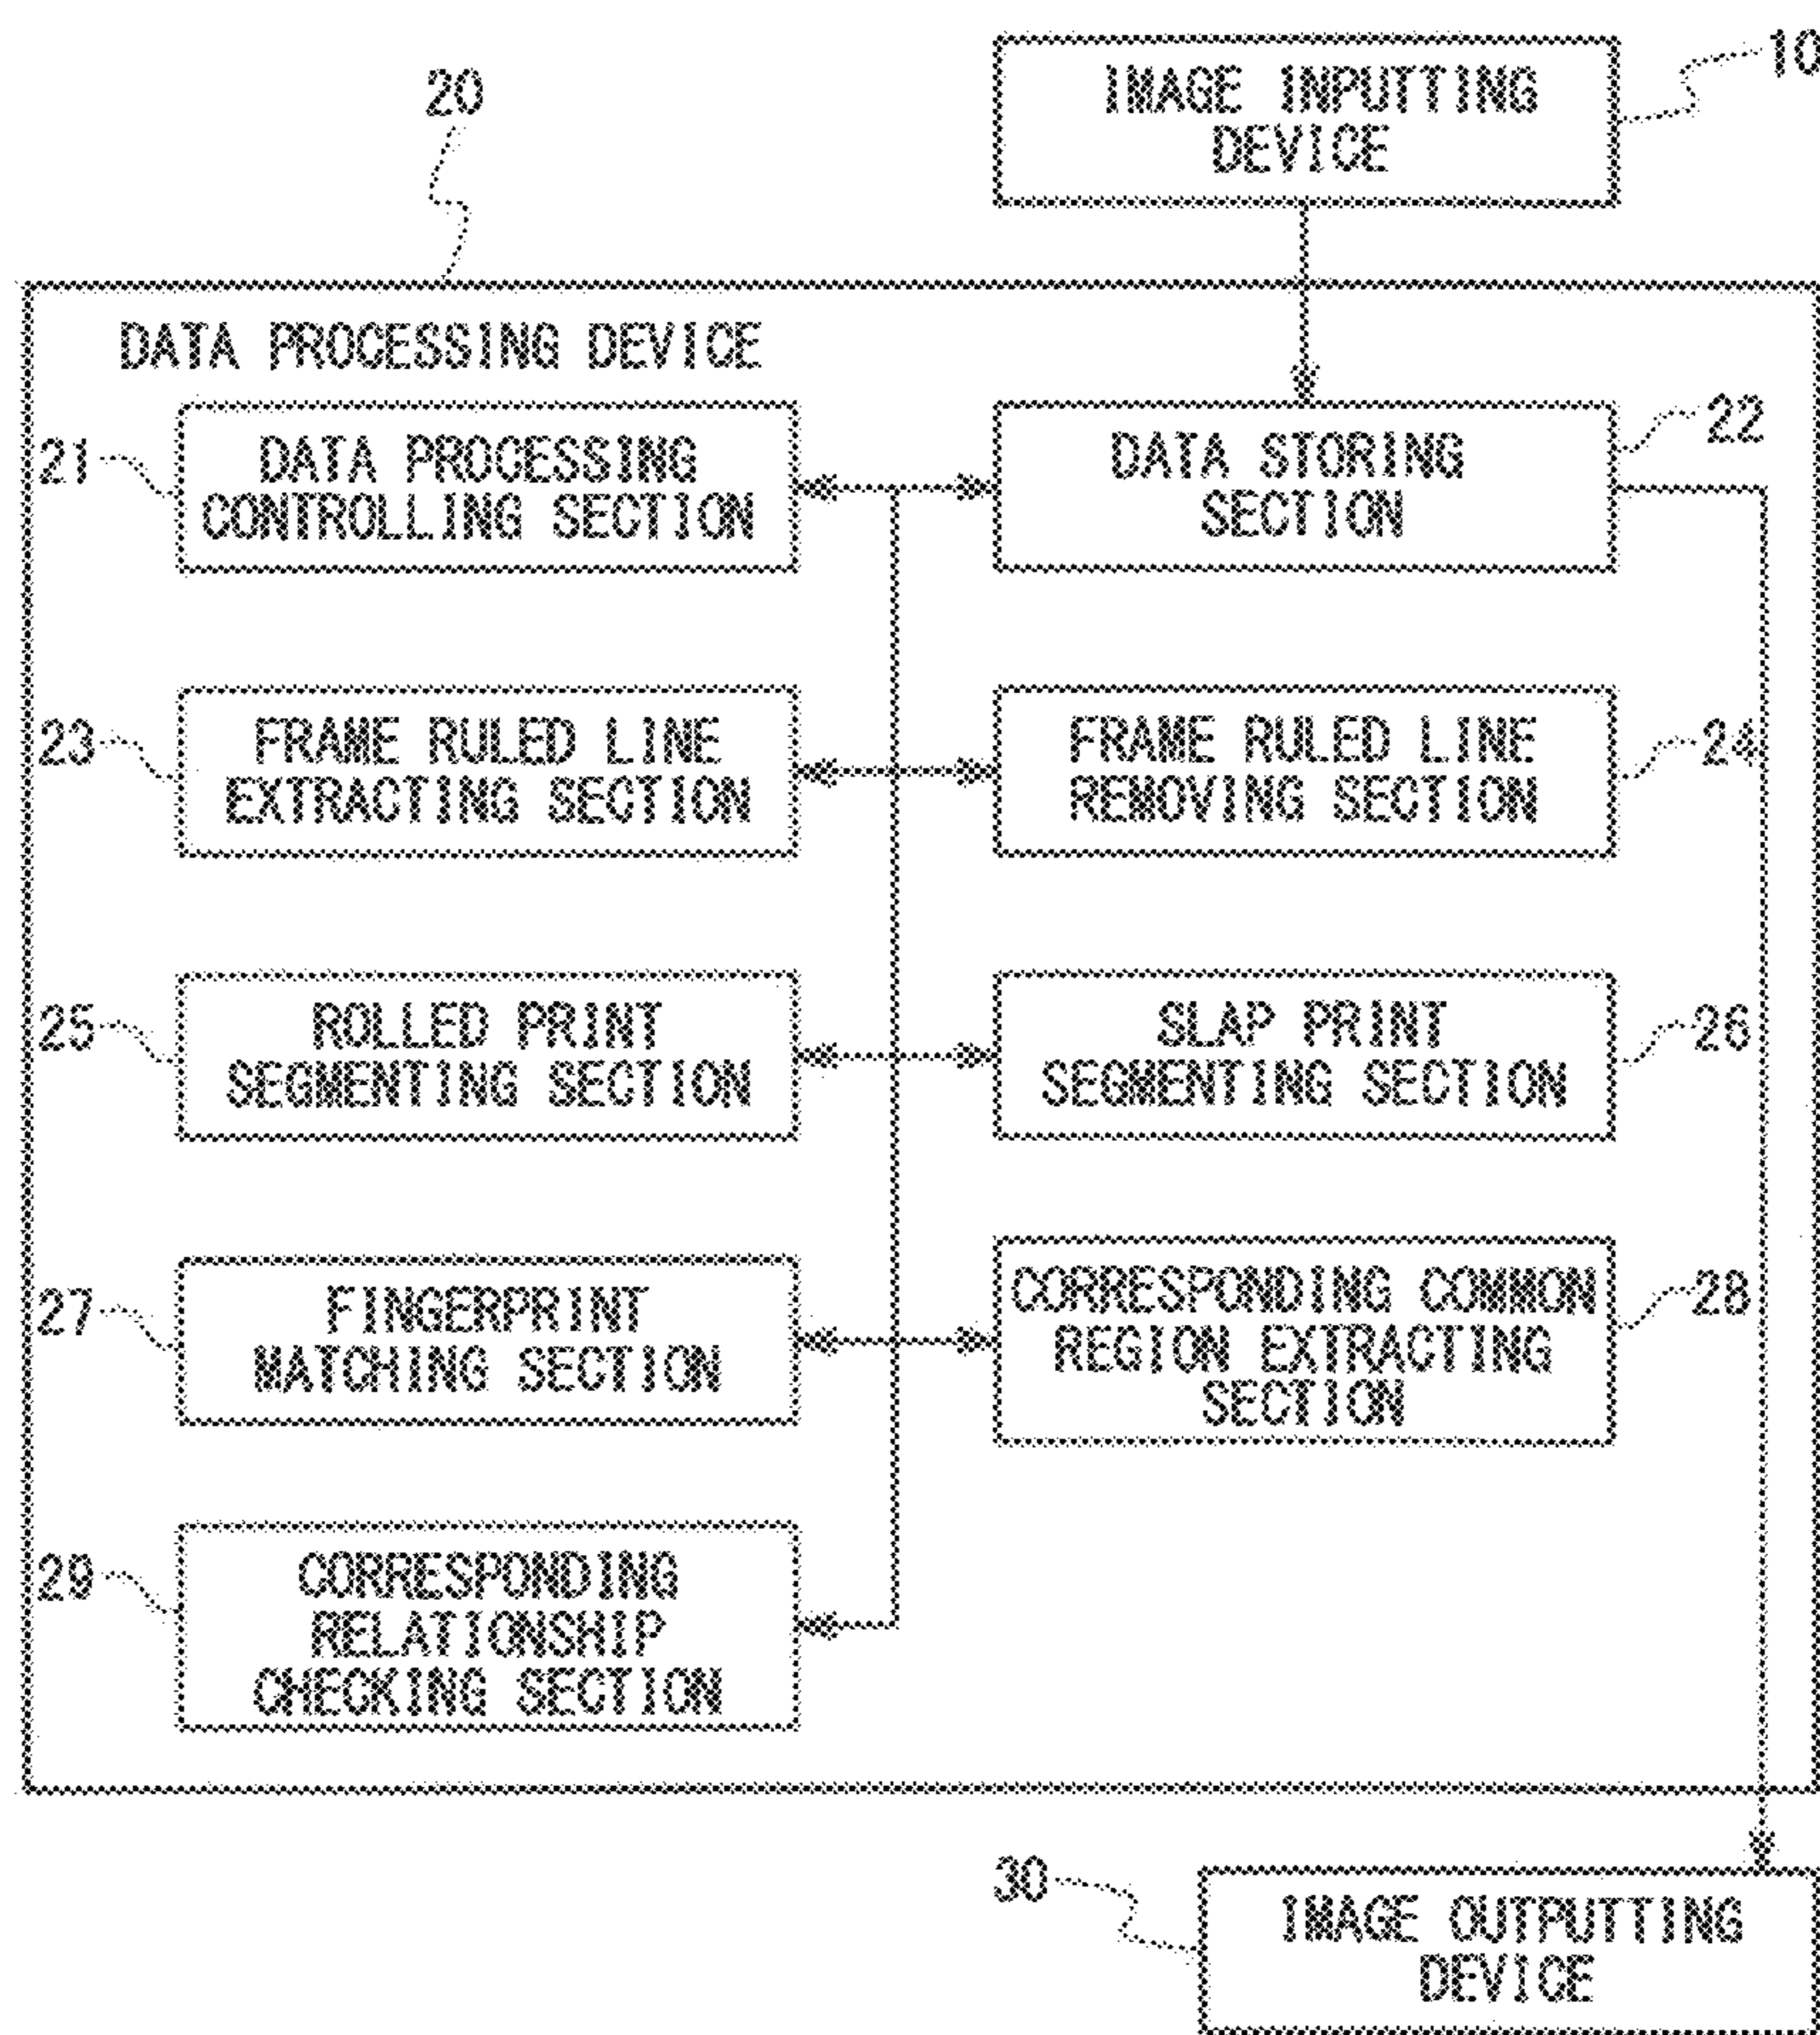 10
IMAGE INPUTTING
DEVICE
20
DATA PROCESSING DEVICE
21
DATA PROCESSING
CONTROLLING SECTION
22
DATA STORING
SECTION
23
FRAME RULED LINE
EXTRACTING SECTION
24
FRAME RULED LINE
REMOVING SECTION
25
ROLLED PRINT
SEGMENTING SECTION
26
SLAP PRINT
SEGMENTING SECTION
27
FINGERPRINT
MATCHING SECTION
28
CORRESPONDING COMMON
REGION EXTRACTING
SECTION
29
CORRESPONDING
RELATIONSHIP
CHECKING SECTION
30
IMAGE OUTPUTTING
DEVICE